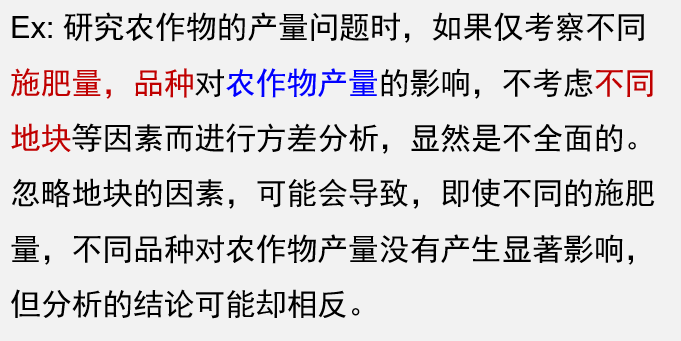 Ex: 研究农作物的产量问题时，如果仅考察不同
施肥量，品种对农作物产量的影响，不考虑不同
地块等因素而进行方差分析，显然是不全面的。
忽略地块的因素，可能会导致，即使不同的施肥
量，不同品种对农作物产量没有产生显著影响，
但分析的结论可能却相反。